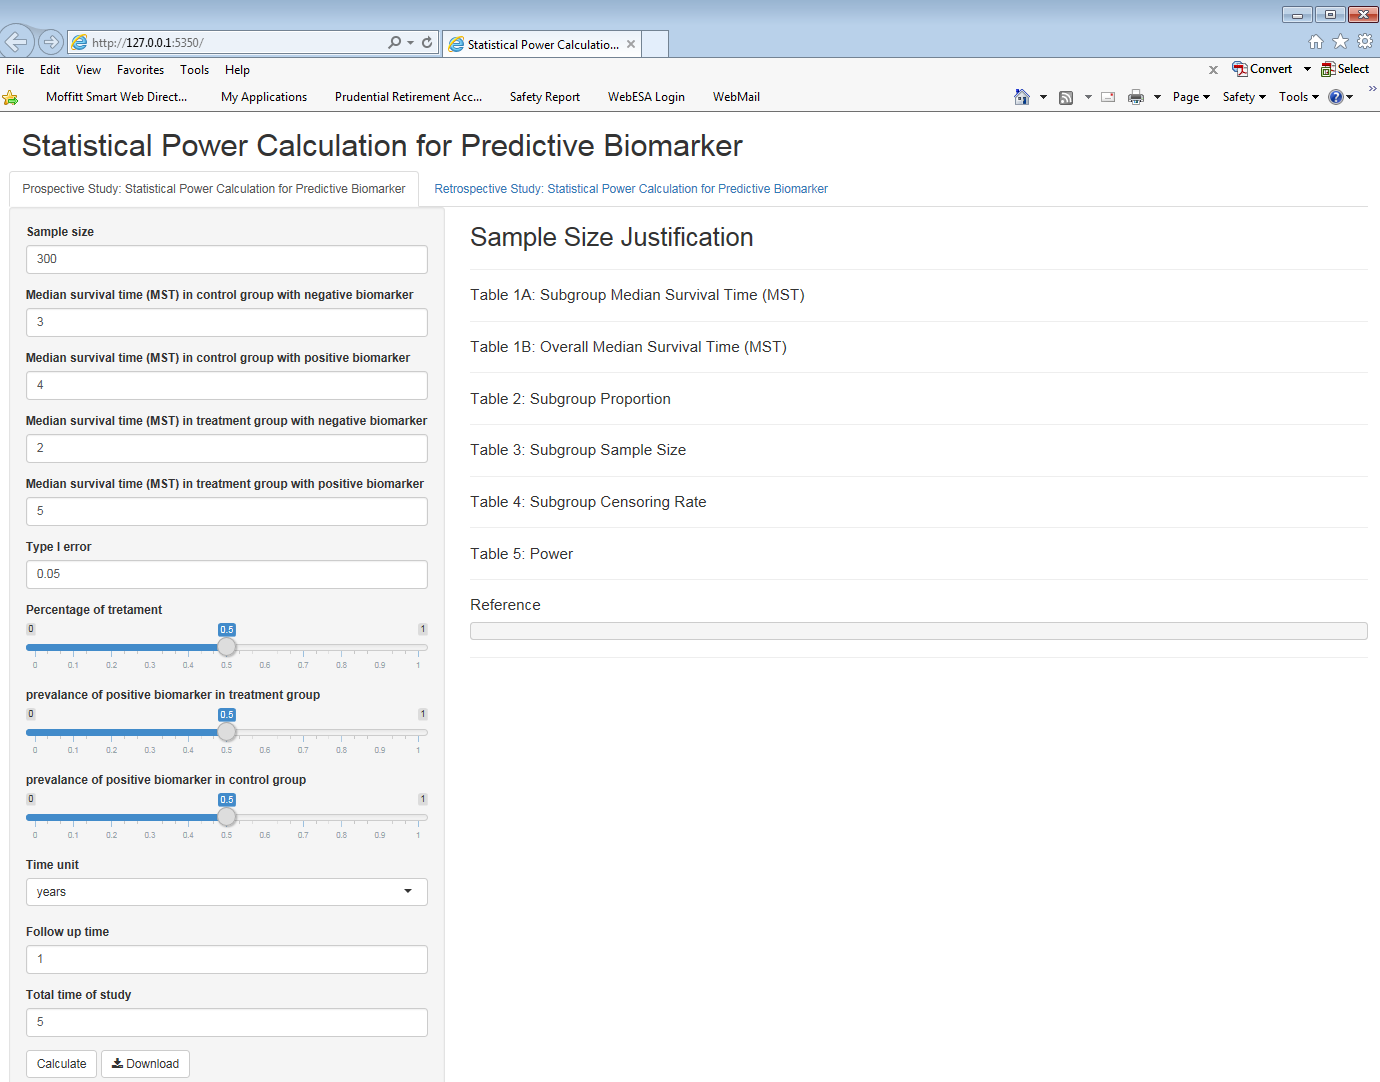 http://127.0.0.1:5350/
Statistical Power Calculatio...
File Edit View Favorites Tools Help
Convert Select
Moffitt Smart Web Direct... My Applications Prudential Retirement Acc... Safety Report WebESA Login WebMail
Page Safety Tools
Statistical Power Calculation for Predictive Biomarker
Prospective Study: Statistical Power Calculation for Predictive Biomarker
Retrospective Study: Statistical Power Calculation for Predictive Biomarker
Sample size
300
Median survival time (MST) in control group with negative biomarker
3
Median survival time (MST) in control group with positive biomarker
4
Median survival time (MST) in treatment group with negative biomarker
2
Median survival time (MST) in treatment group with positive biomarker
5
Type I error
0.05
Percentage of tretament
0 0.5 1
0 0.1 0.2 0.3 0.4 0.5 0.6 0.7 0.8 0.9 1
prevalance of positive biomarker in treatment group
0 0.5 1
0 0.1 0.2 0.3 0.4 0.5 0.6 0.7 0.8 0.9 1
prevalance of positive biomarker in control group
0 0.5 1
0 0.1 0.2 0.3 0.4 0.5 0.6 0.7 0.8 0.9 1
Time unit
years
Follow up time
1
Total time of study
5
Calculate Download
Sample Size Justification
Table 1A: Subgroup Median Survival Time (MST)
Table 1B: Overall Median Survival Time (MST)
Table 2: Subgroup Proportion
Table 3: Subgroup Sample Size
Table 4: Subgroup Censoring Rate
Table 5: Power
Reference